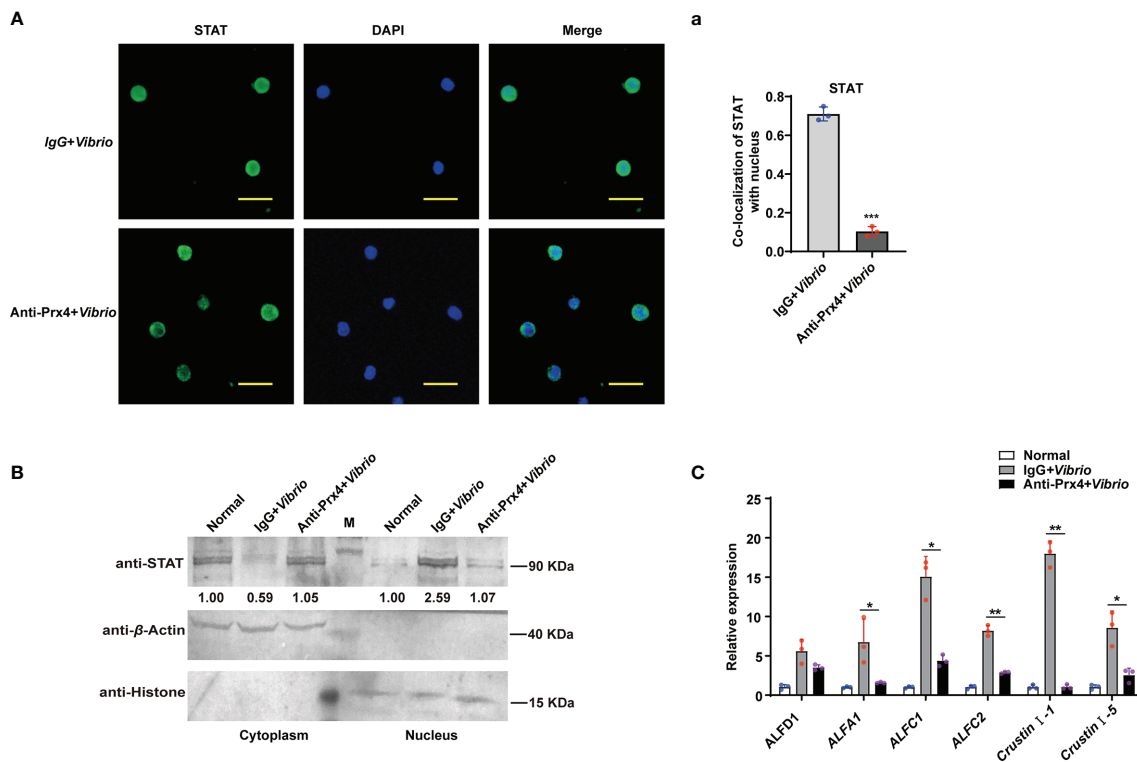 A
STAT DAPI Merge
IgG+Vibrio
Anti-Prx4+Vibrio
a
STAT
Co-localization of STAT
with nucleus
0.8
0.6
0.4
0.2
0.0
***
IgG+Vibrio
Anti-Prx4+Vibrio
B
Normal IgG+Vibrio Anti-Prx4+Vibrio M Normal IgG+Vibrio Anti-Prx4+Vibrio
anti-STAT 90 KDa
1.00 0.59 1.05 1.00 2.59 1.07
anti-β-Actin 40 KDa
anti-Histone 15 KDa
Cytoplasm Nucleus
C
Normal
IgG+Vibrio
Anti-Prx4+Vibrio
Relative expression
25
20
15
10
5
0
* * ** ** *
ALFD1 ALFA1 ALFC1 ALFC2 Crustin Ⅰ-1 Crustin Ⅰ-5